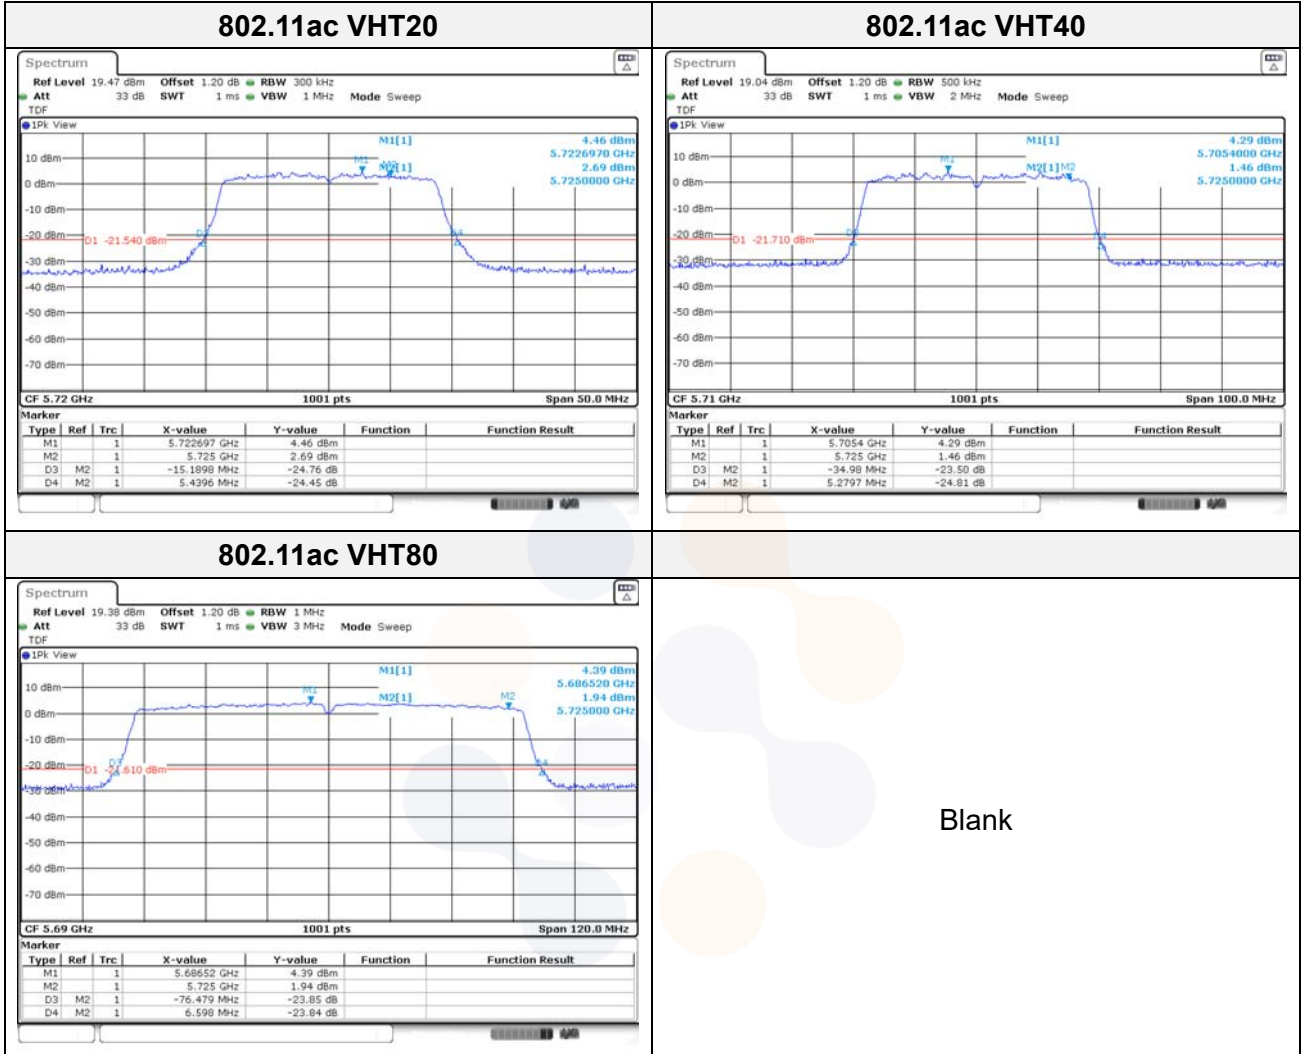 802.11ac VHT20
802.11ac VHT40
Spectrum
Ref Level 19.47 dBm Offset 1.20 dB RBW 300 kHz
Att 33 dB SWT 1 ms VBW 1 MHz Mode Sweep
TDF
1Pk View
M1[1] 4.46 dBm
5.7226970 GHz
M2[1] 2.69 dBm
5.7250000 GHz
M1
10 dBm
0 dBm
-10 dBm
-20 dBm
D1 -21.540 dBm
D4
-30 dBm
-40 dBm
-50 dBm
-60 dBm
-70 dBm
CF 5.72 GHz 1001 pts Span 50.0 MHz
Marker
Type Ref Trc X-value Y-value Function Function Result
M1 1 5.722697 GHz 4.46 dBm
M2 1 5.725 GHz 2.69 dBm
D3 M2 1 -15.1898 MHz -24.76 dB
D4 M2 1 5.4396 MHz -24.45 dB
Spectrum
Ref Level 19.04 dBm Offset 1.20 dB RBW 500 kHz
Att 33 dB SWT 1 ms VBW 2 MHz Mode Sweep
TDF
1Pk View
M1[1] 4.29 dBm
5.7054000 GHz
M2[1] M2 1.46 dBm
5.7250000 GHz
M1
10 dBm
0 dBm
-10 dBm
-20 dBm
D1 -21.710 dBm
-30 dBm
-40 dBm
-50 dBm
-60 dBm
-70 dBm
CF 5.71 GHz 1001 pts Span 100.0 MHz
Marker
Type Ref Trc X-value Y-value Function Function Result
M1 1 5.7054 GHz 4.29 dBm
M2 1 5.725 GHz 1.46 dBm
D3 M2 1 -34.98 MHz -23.50 dB
D4 M2 1 5.2797 MHz -24.81 dB
802.11ac VHT80
Spectrum
Ref Level 19.38 dBm Offset 1.20 dB RBW 1 MHz
Att 33 dB SWT 1 ms VBW 3 MHz Mode Sweep
TDF
1Pk View
M1[1] 4.39 dBm
5.686520 GHz
M2[1] 1.94 dBm
5.725000 GHz
M1
M2
10 dBm
0 dBm
-10 dBm
-20 dBm
D3
D4
D1 -21.610 dBm
-30 dBm
-40 dBm
-50 dBm
-60 dBm
-70 dBm
CF 5.69 GHz 1001 pts Span 120.0 MHz
Marker
Type Ref Trc X-value Y-value Function Function Result
M1 1 5.68652 GHz 4.39 dBm
M2 1 5.725 GHz 1.94 dBm
D3 M2 1 -76.479 MHz -23.85 dB
D4 M2 1 6.598 MHz -23.84 dB
Blank